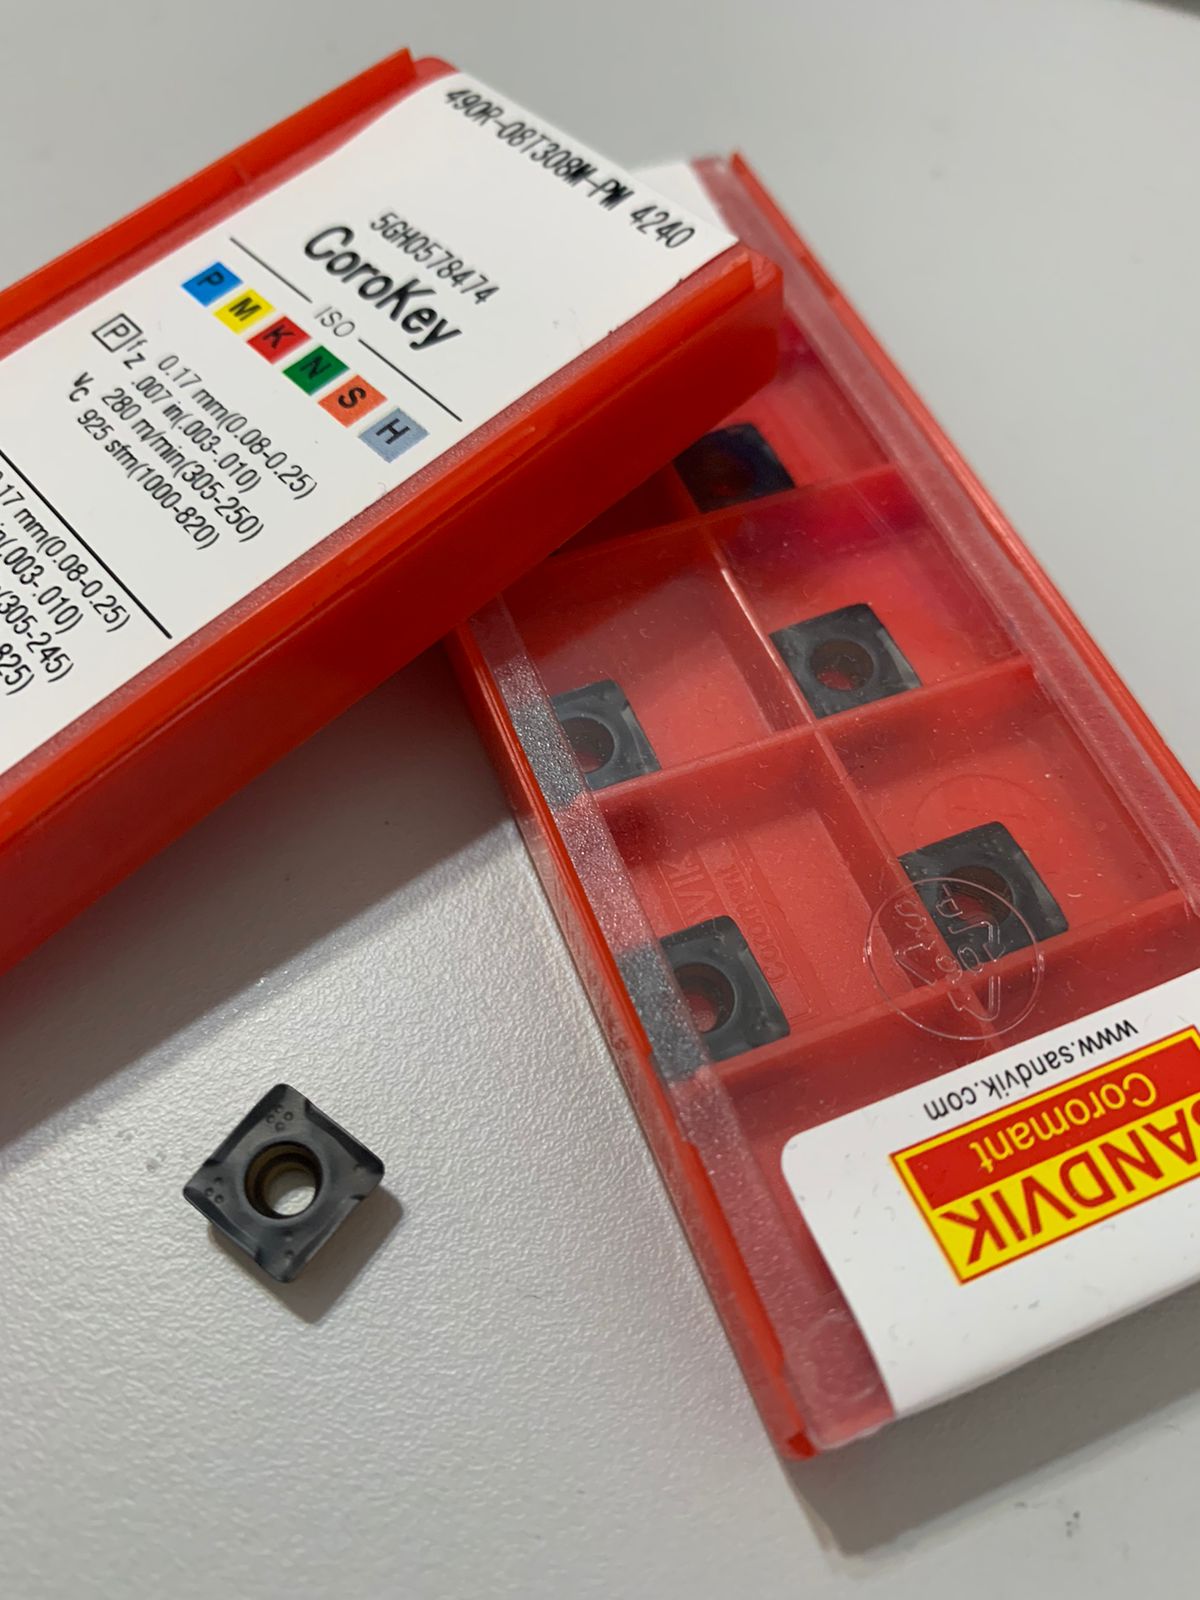 490R-08T308M-PM 4240
5GH0578474
CoroKey
ISO
P M K N S H
P fz 0.17 mm(0.08-0.25)
.007 in(.003-.010)
vc 280 m/min(305-250)
925 sfm(1000-820)
.17 mm(0.08-0.25)
in(.003-.010)
(305-245)
825)
www.sandvik.com
SANDVIK
Coromant